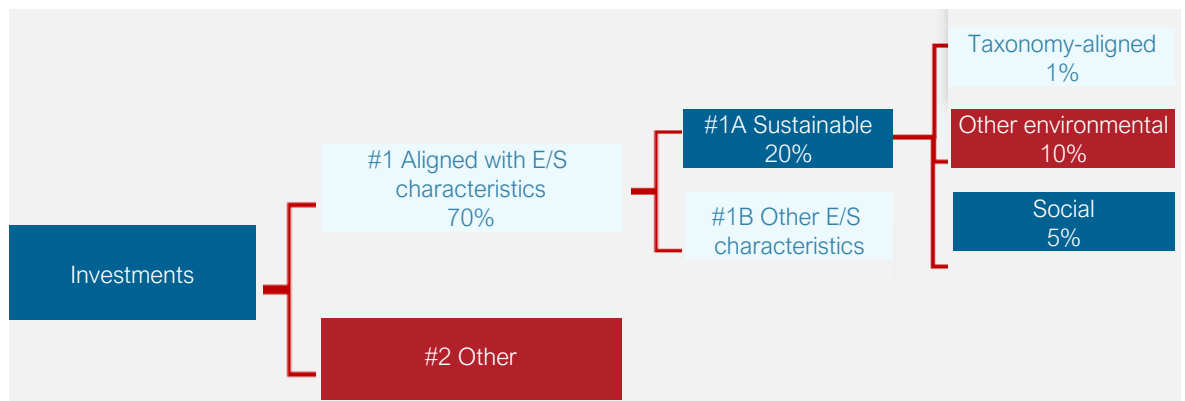 Investments
#1 Aligned with E/S
characteristics
70%
#2 Other
#1A Sustainable
20%
#1B Other E/S
characteristics
Taxonomy-aligned
1%
Other environmental
10%
Social
5%